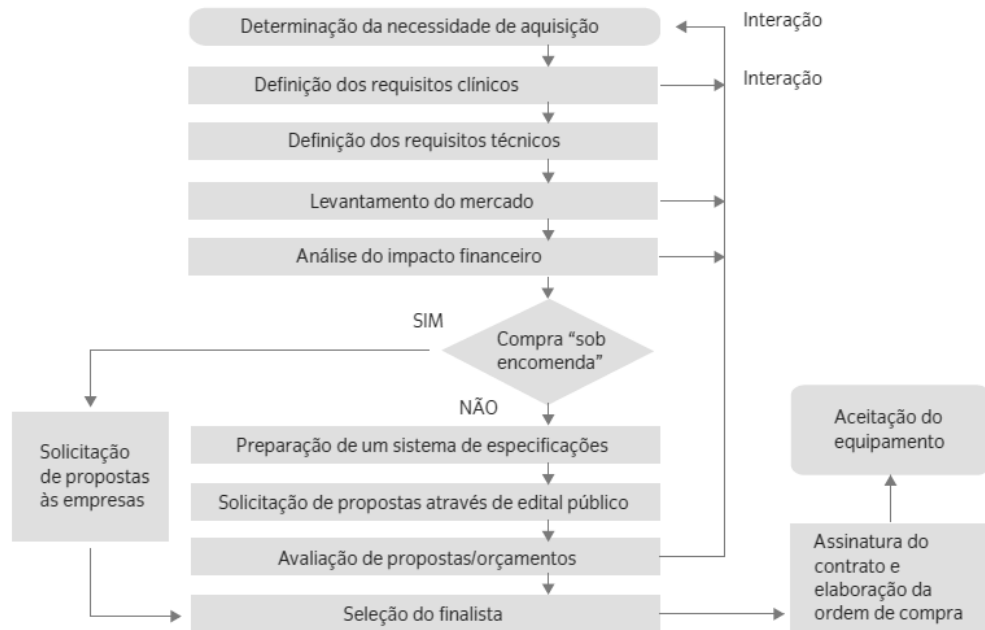 Determinação da necessidade de aquisição
Interação
Definição dos requisitos clínicos
Interação
Definição dos requisitos técnicos
Levantamento do mercado
Análise do impacto financeiro
SIM
Compra “sob
encomenda”
NÃO
Solicitação
de propostas
às empresas
Preparação de um sistema de especificações
Solicitação de propostas através de edital público
Avaliação de propostas/orçamentos
Seleção do finalista
Aceitação do
equipamento
Assinatura do
contrato e
elaboração da
ordem de compra